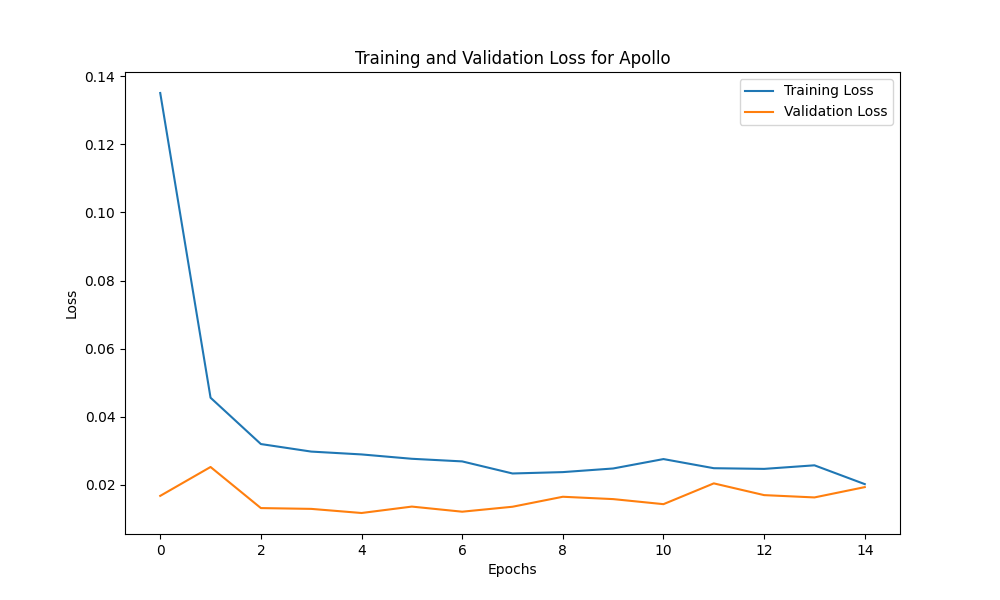 Training and Validation Loss for Apollo
Training Loss
Validation Loss
0.14
0.12
0.10
0.08
0.06
0.04
0.02
Loss
0 2 4 6 8 10 12 14
Epochs